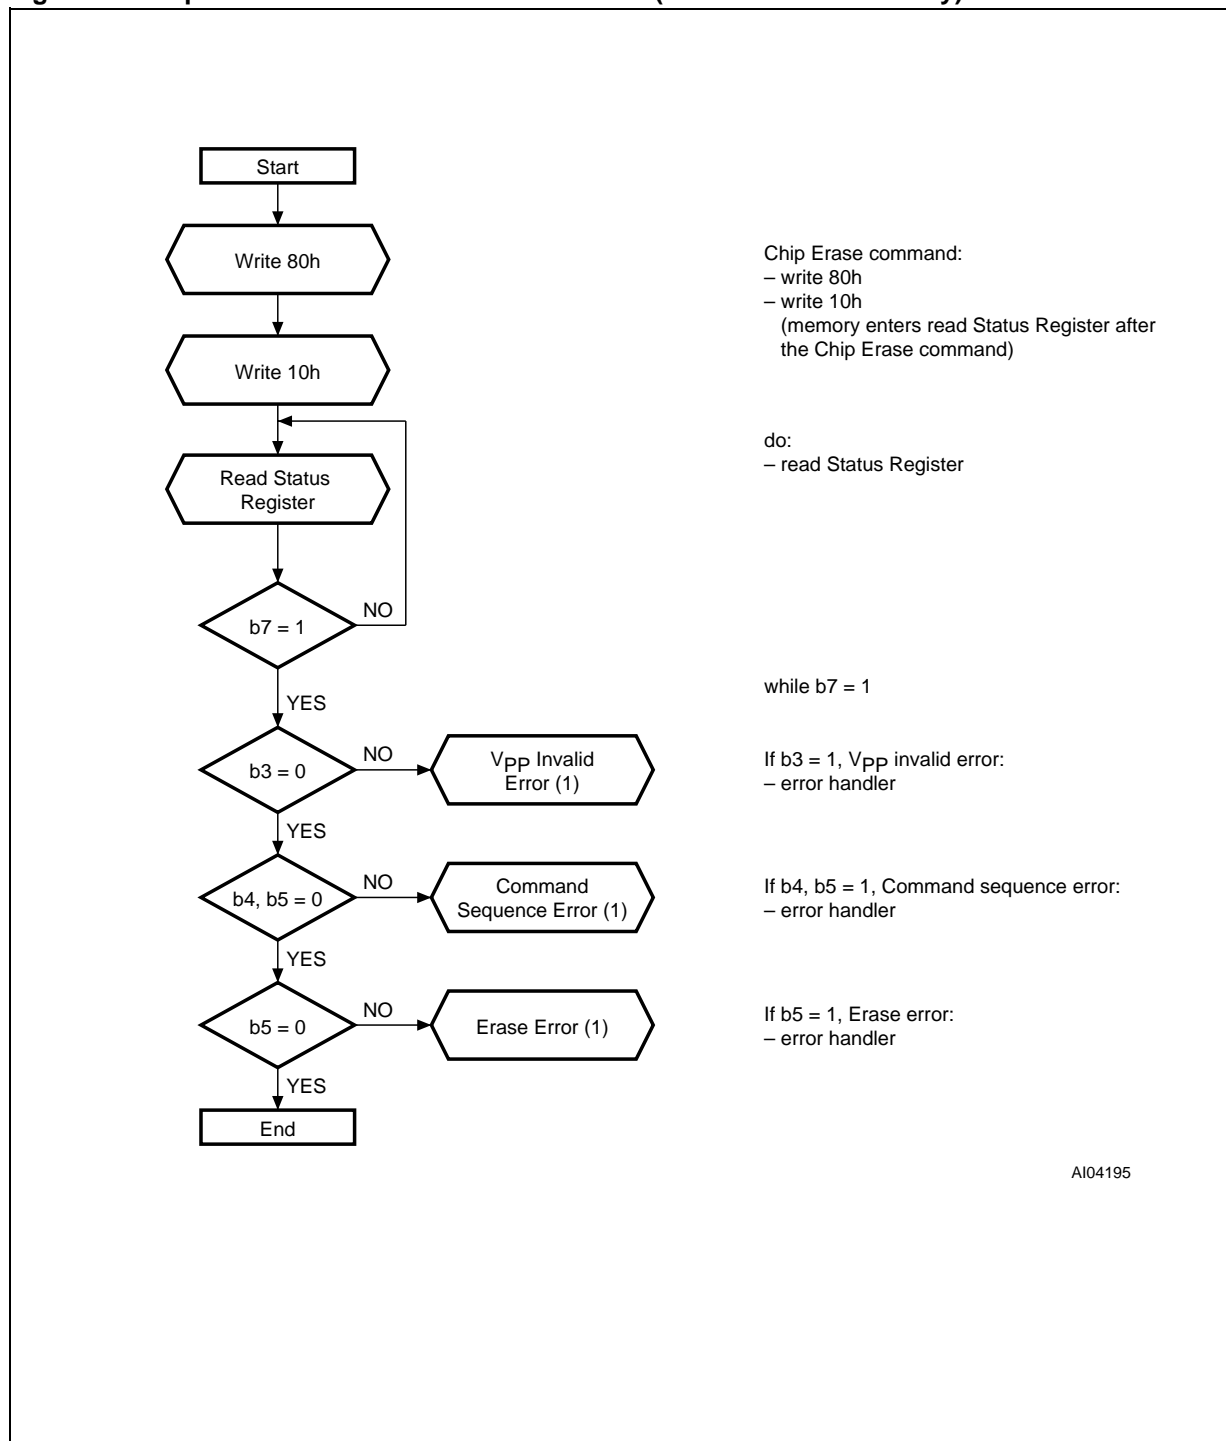 Start
Write 80h
Chip Erase command:
– write 80h
– write 10h
(memory enters read Status Register after
the Chip Erase command)
Write 10h
do:
– read Status Register
Read Status
Register
b7 = 1
NO
while b7 = 1
YES
b3 = 0
NO
VPP Invalid
Error (1)
If b3 = 1, VPP invalid error:
– error handler
YES
b4, b5 = 0
NO
Command
Sequence Error (1)
If b4, b5 = 1, Command sequence error:
– error handler
YES
b5 = 0
NO
Erase Error (1)
If b5 = 1, Erase error:
– error handler
YES
End
AI04195